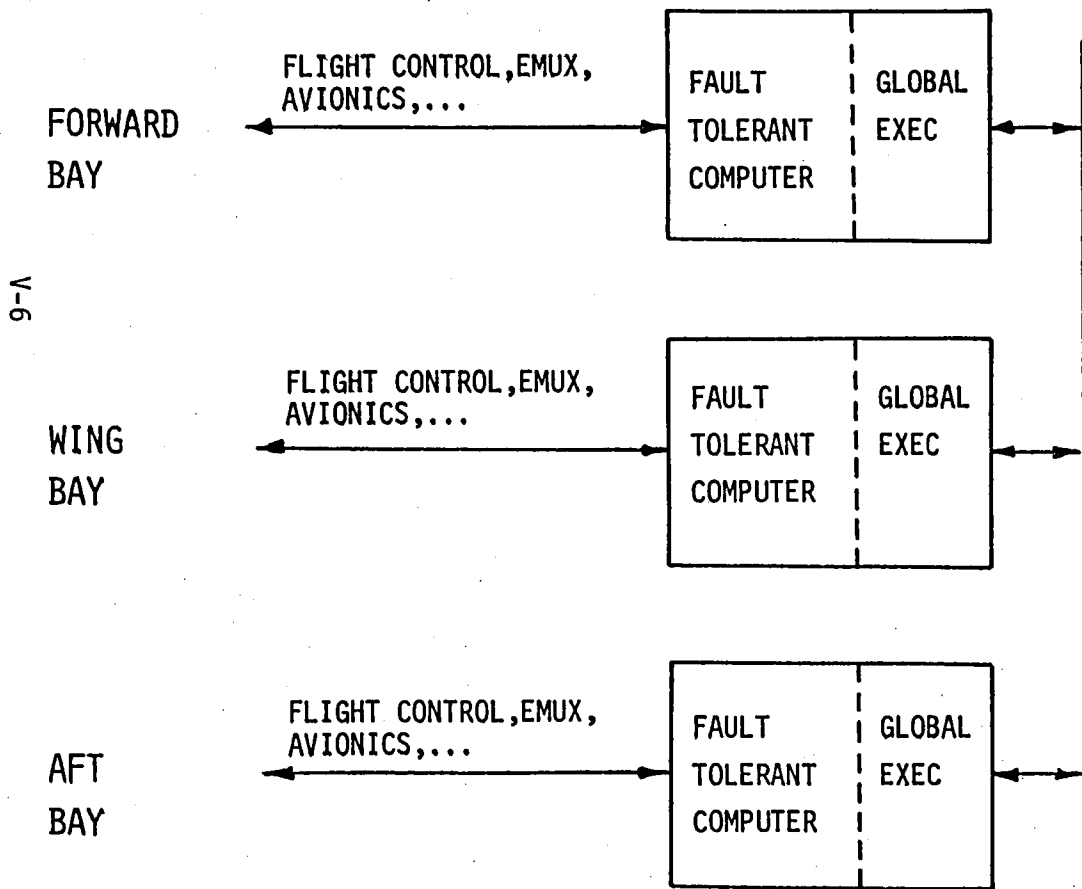 FLIGHT CONTROL,EMUX,
AVIONICS,...
FORWARD
BAY
FAULT
TOLERANT
COMPUTER
GLOBAL
EXEC
V-6
FLIGHT CONTROL,EMUX,
AVIONICS,...
WING
BAY
FAULT
TOLERANT
COMPUTER
GLOBAL
EXEC
FLIGHT CONTROL,EMUX,
AVIONICS,...
AFT
BAY
FAULT
TOLERANT
COMPUTER
GLOBAL
EXEC